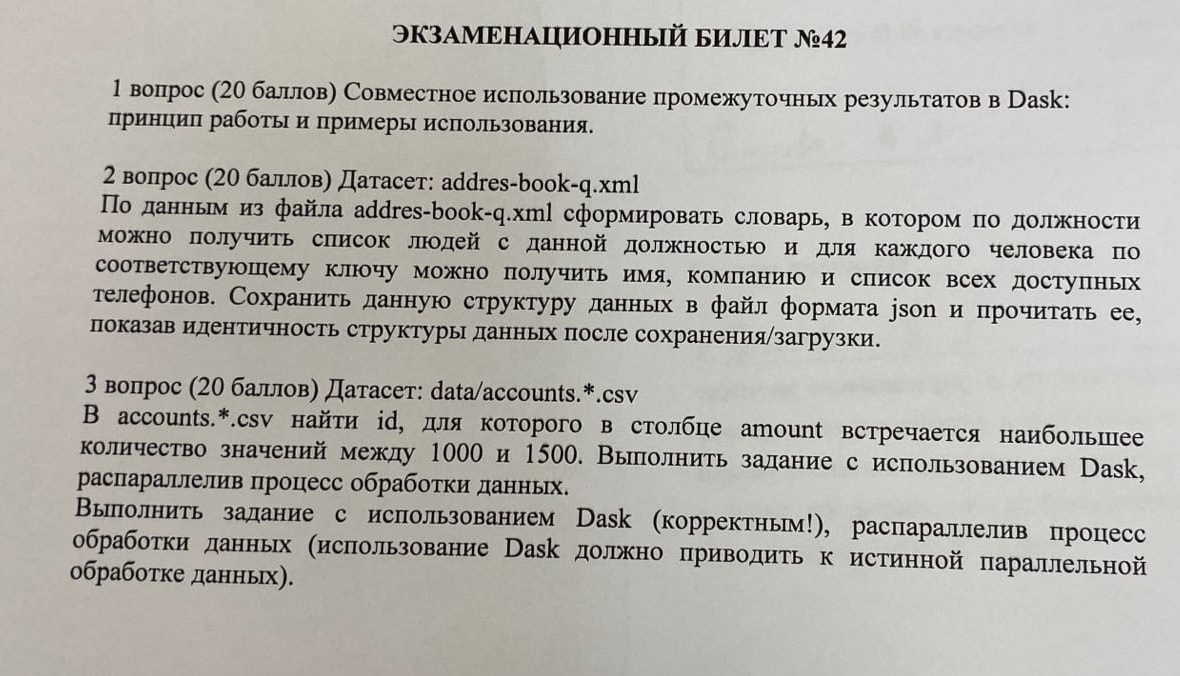 ЭКЗАМЕНАЦИОННЫЙ БИЛЕТ №42
1 вопрос (20 баллов) Совместное использование промежуточных результатов в Dask:
принцип работы и примеры использования.
2 вопрос (20 баллов) Датасет: addres-book-q.xml
По данным из файла addres-book-q.xml сформировать словарь, в котором по должности
можно получить список людей с данной должностью и для каждого человека по
соответствующему ключу можно получить имя, компанию и список всех доступных
телефонов. Сохранить данную структуру данных в файл формата json и прочитать ее,
показав идентичность структуры данных после сохранения/загрузки.
3 вопрос (20 баллов) Датасет: data/accounts.*.csv
В accounts.*.csv найти id, для которого в столбце amount встречается наибольшее
количество значений между 1000 и 1500. Выполнить задание с использованием Dask,
распараллелив процесс обработки данных.
Выполнить задание с использованием Dask (корректным!), распараллелив процесс
обработки данных (использование Dask должно приводить к истинной параллельной
обработке данных).